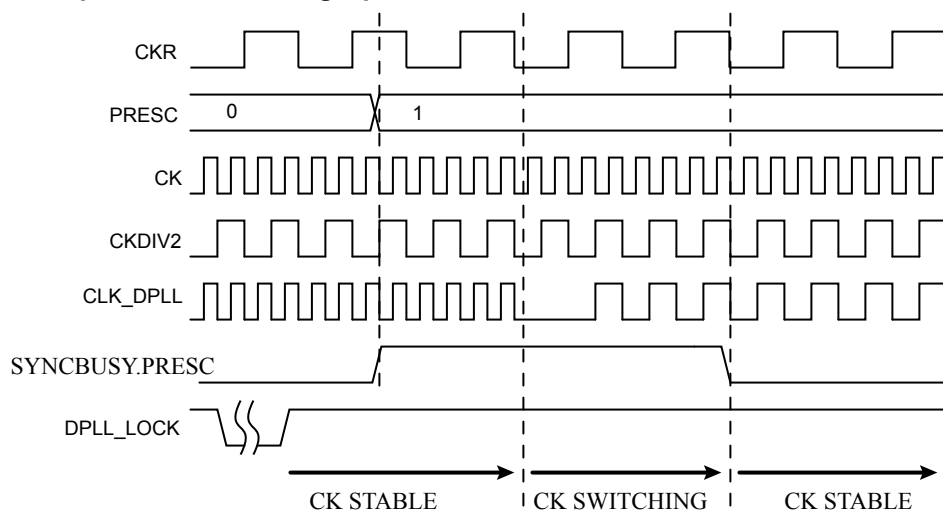 CKR
PRESC 0 1
CK
CKDIV2
CLK_DPLL
SYNCBUSY.PRESC
DPLL_LOCK
CK STABLE CK SWITCHING CK STABLE